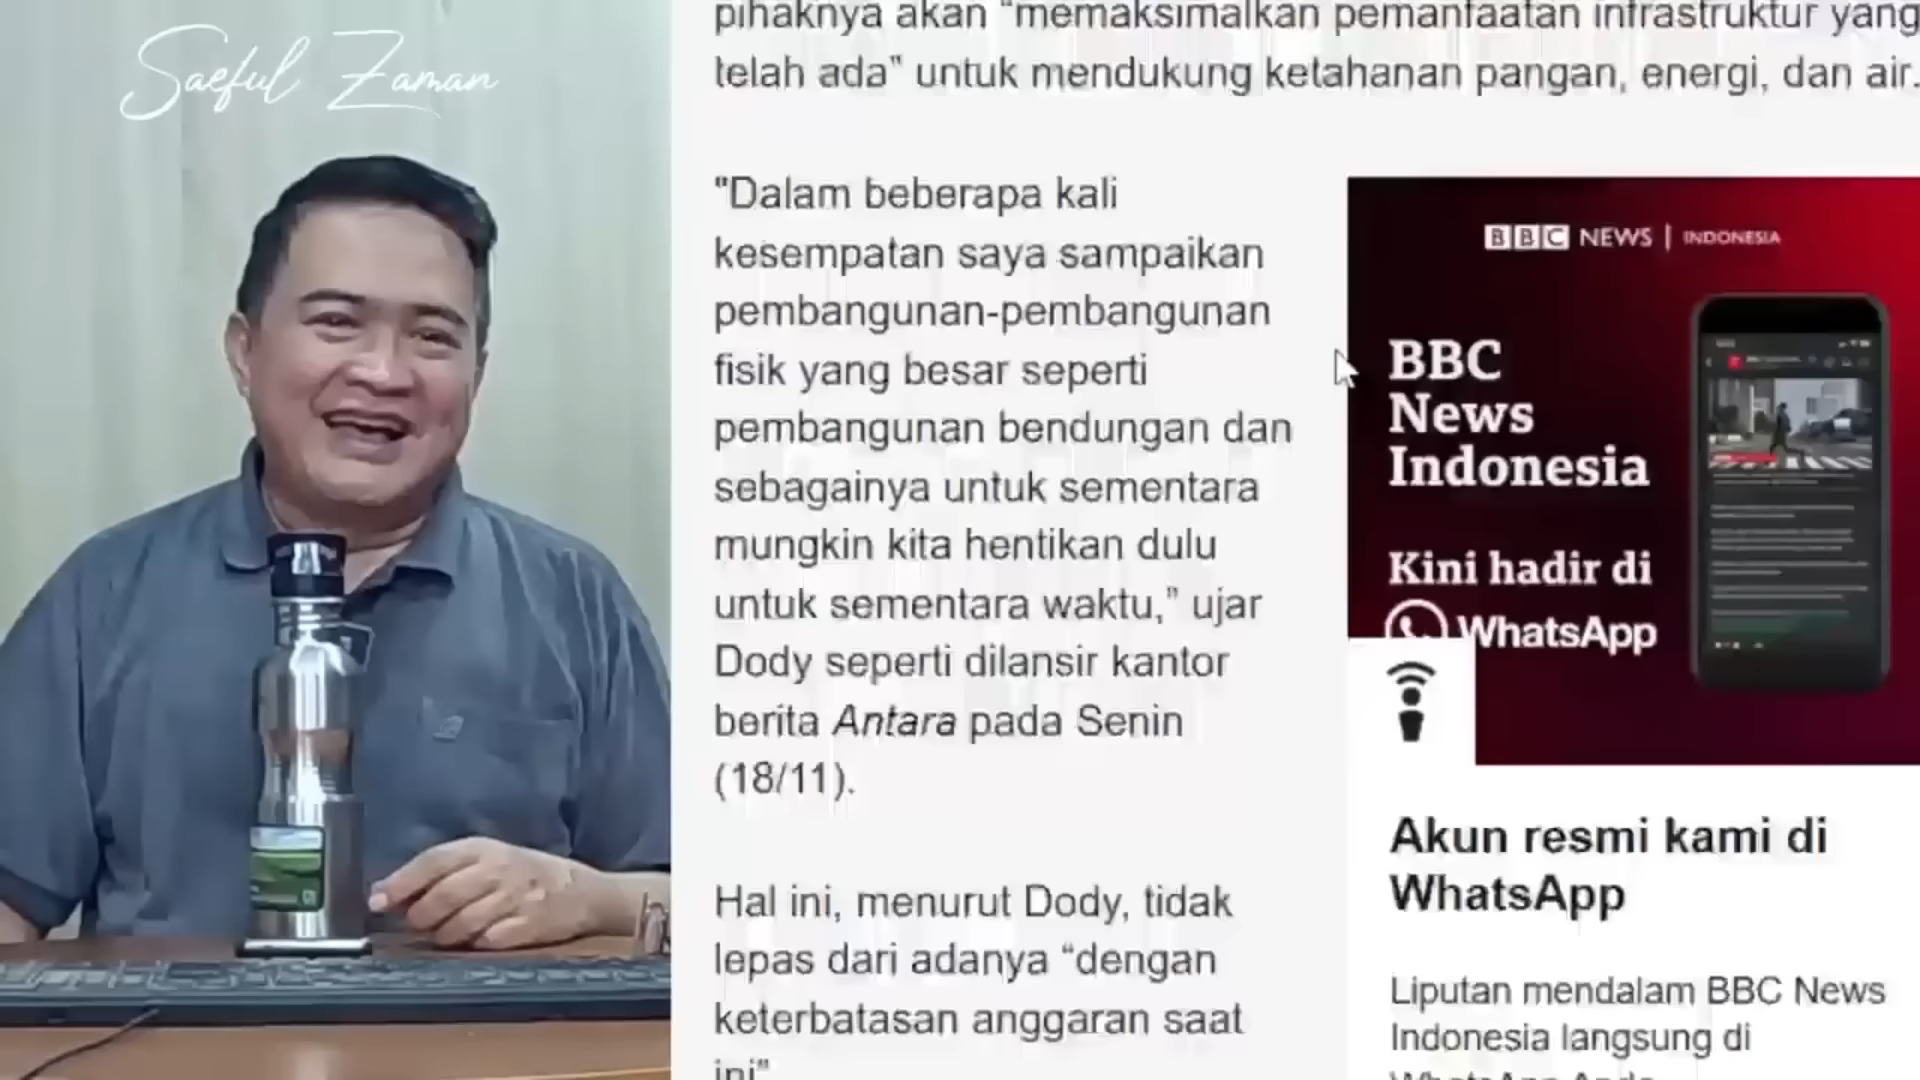 Saeful Zaman
pihaknya akan “memaksimalkan pemanfaatan infrastruktur yang
telah ada” untuk mendukung ketahanan pangan, energi, dan air.
"Dalam beberapa kali
kesempatan saya sampaikan
pembangunan-pembangunan
fisik yang besar seperti
pembangunan bendungan dan
sebagainya untuk sementara
mungkin kita hentikan dulu
untuk sementara waktu,” ujar
Dody seperti dilansir kantor
berita Antara pada Senin
(18/11).
Hal ini, menurut Dody, tidak
lepas dari adanya “dengan
keterbatasan anggaran saat
ini”
BBC NEWS | INDONESIA
BBC
News
Indonesia
Kini hadir di
WhatsApp
Akun resmi kami di
WhatsApp
Liputan mendalam BBC News
Indonesia langsung di
WhatsApp Anda